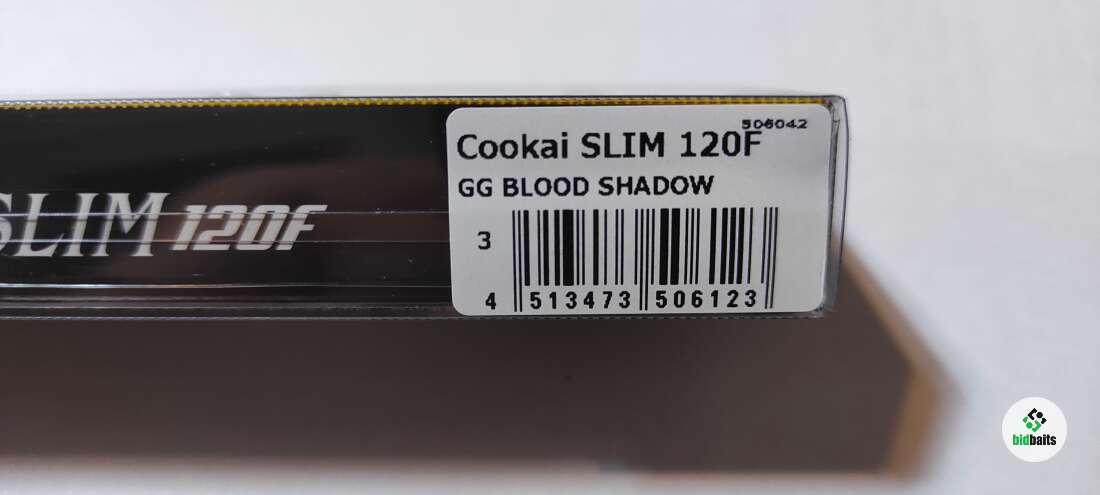 506042
Cookai SLIM 120F
GG BLOOD SHADOW
SLIM 120F
3
4 513473 506123
bidbaits